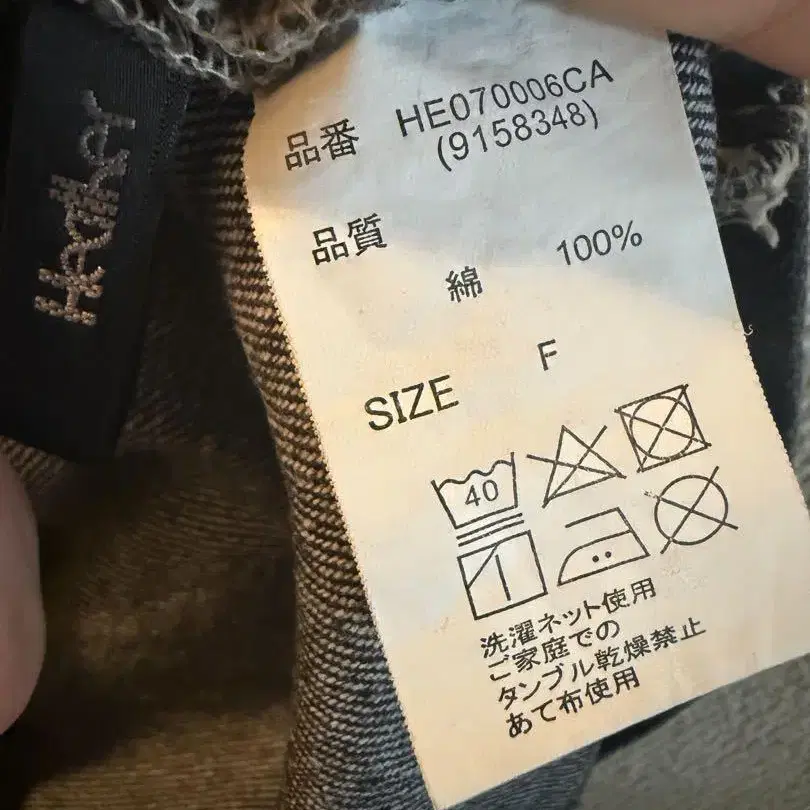 Heather
品番 HE070006CA
(9158348)
品質
綿 100%
SIZE F
40
洗濯ネット使用
ご家庭での
タンブル乾燥禁止
あて布使用